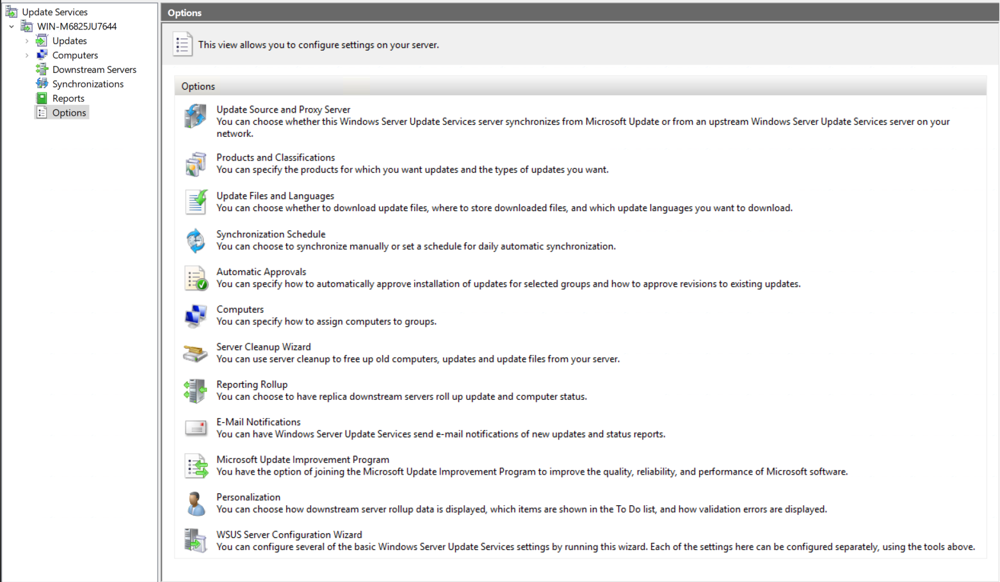 Update Services
WIN-M6825JU7644
Updates
Computers
Downstream Servers
Synchronizations
Reports
Options
Options
This view allows you to configure settings on your server.
Options
Update Source and Proxy Server
You can choose whether this Windows Server Update Services server synchronizes from Microsoft Update or from an upstream Windows Server Update Services server on your
network.
Products and Classifications
You can specify the products for which you want updates and the types of updates you want.
Update Files and Languages
You can choose whether to download update files, where to store downloaded files, and which update languages you want to download.
Synchronization Schedule
You can choose to synchronize manually or set a schedule for daily automatic synchronization.
Automatic Approvals
You can specify how to automatically approve installation of updates for selected groups and how to approve revisions to existing updates.
Computers
You can specify how to assign computers to groups.
Server Cleanup Wizard
You can use server cleanup to free up old computers, updates and update files from your server.
Reporting Rollup
You can choose to have replica downstream servers roll up update and computer status.
E-Mail Notifications
You can have Windows Server Update Services send e-mail notifications of new updates and status reports.
Microsoft Update Improvement Program
You have the option of joining the Microsoft Update Improvement Program to improve the quality, reliability, and performance of Microsoft software.
Personalization
You can choose how downstream server rollup data is displayed, which items are shown in the To Do list, and how validation errors are displayed.
WSUS Server Configuration Wizard
You can configure several of the basic Windows Server Update Services settings by running this wizard. Each of the settings here can be configured separately, using the tools above.